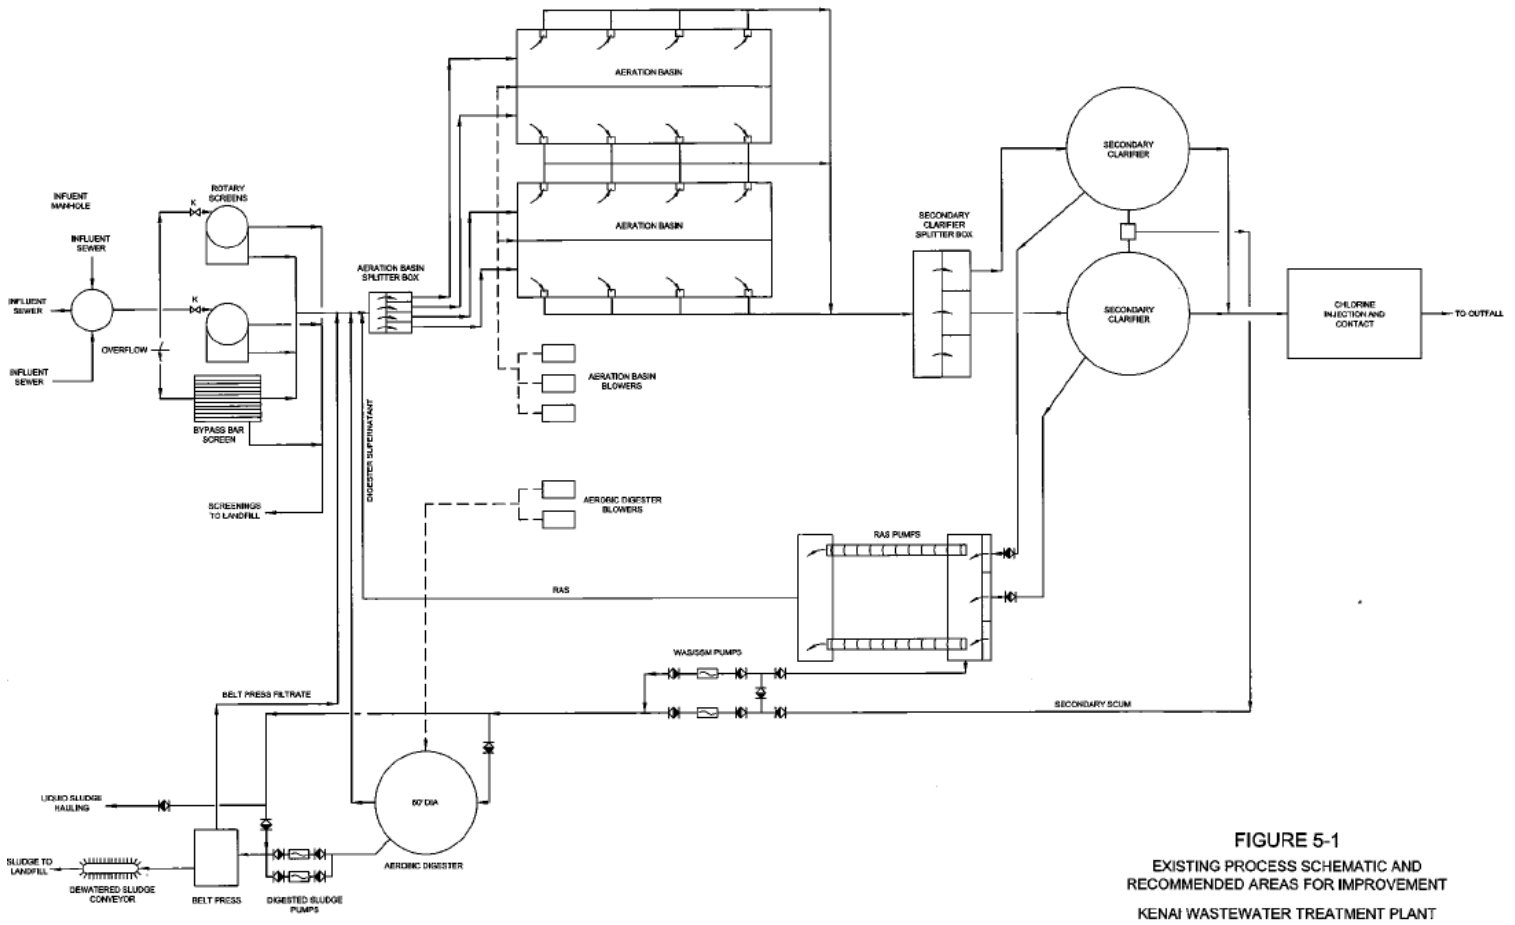 AERATION BASIN
AERATION BASIN
SECONDARY
CLARIFIER
SECONDARY
CLARIFIER
ROTARY
SCREENS
K
INFUENT
MANHOLE
INFLUENT
SEWER
INFLUENT
SEWER
INFLUENT
SEWER
K
OVERFLOW
BYPASS BAR
SCREEN
SCREENINGS
TO LANDFILL
AERATION BASIN
SPLITTER BOX
SECONDARY
CLARIFIER
SPLITTER BOX
CHLORINE
INJECTION AND
CONTACT
TO OUTFALL
AERATION BASIN
BLOWERS
DIGESTER SUPERNATANT
AEROBIC DIGESTER
BLOWERS
RAS PUMPS
RAS
WAS/SSM PUMPS
BELT PRESS FILTRATE
SECONDARY SCUM
LIQUID SLUDGE
HAULING
60' DIA
AEROBIC DIGESTER
SLUDGE TO
LANDFILL
DEWATERED SLUDGE
CONVEYOR
BELT PRESS
DIGESTED SLUDGE
PUMPS
FIGURE 5-1
EXISTING PROCESS SCHEMATIC AND
RECOMMENDED AREAS FOR IMPROVEMENT
KENAI WASTEWATER TREATMENT PLANT